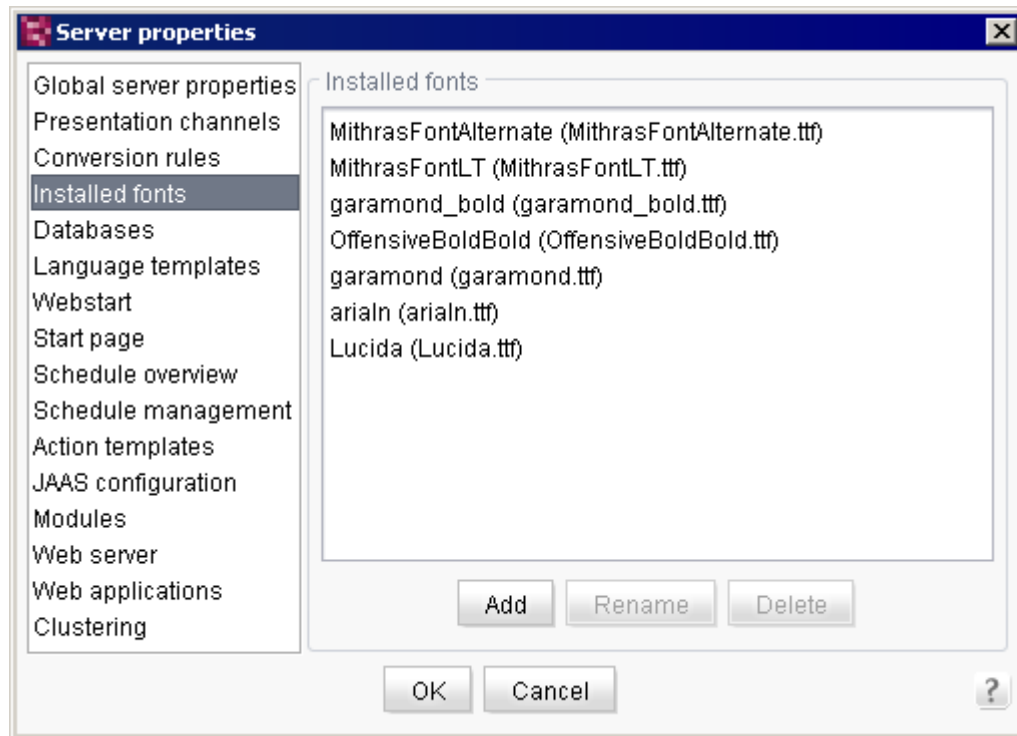 Server properties
Global server properties
Presentation channels
Conversion rules
Installed fonts
Databases
Language templates
Webstart
Start page
Schedule overview
Schedule management
Action templates
JAAS configuration
Modules
Web server
Web applications
Clustering
Installed fonts
MithrasFontAlternate (MithrasFontAlternate.ttf)
MithrasFontLT (MithrasFontLT.ttf)
garamond_bold (garamond_bold.ttf)
OffensiveBoldBold (OffensiveBoldBold.ttf)
garamond (garamond.ttf)
arialn (arialn.ttf)
Lucida (Lucida.ttf)
Add Rename Delete
OK Cancel ?